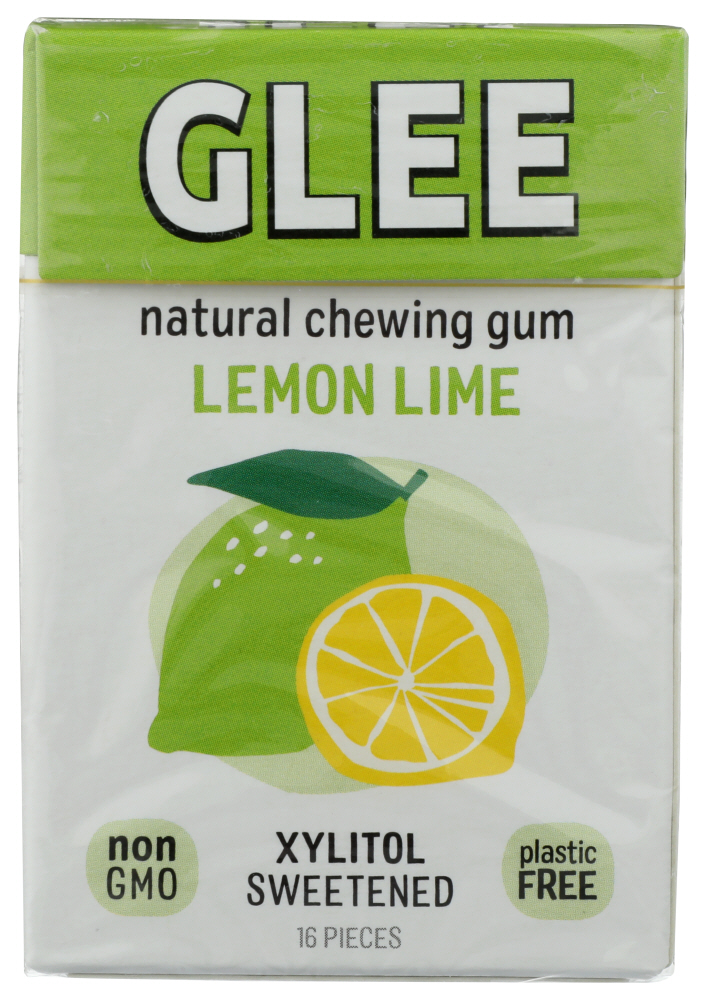 GLEE
natural chewing gum
LEMON LIME
non
GMO
XYLITOL
SWEETENED
plastic
FREE
16 PIECES